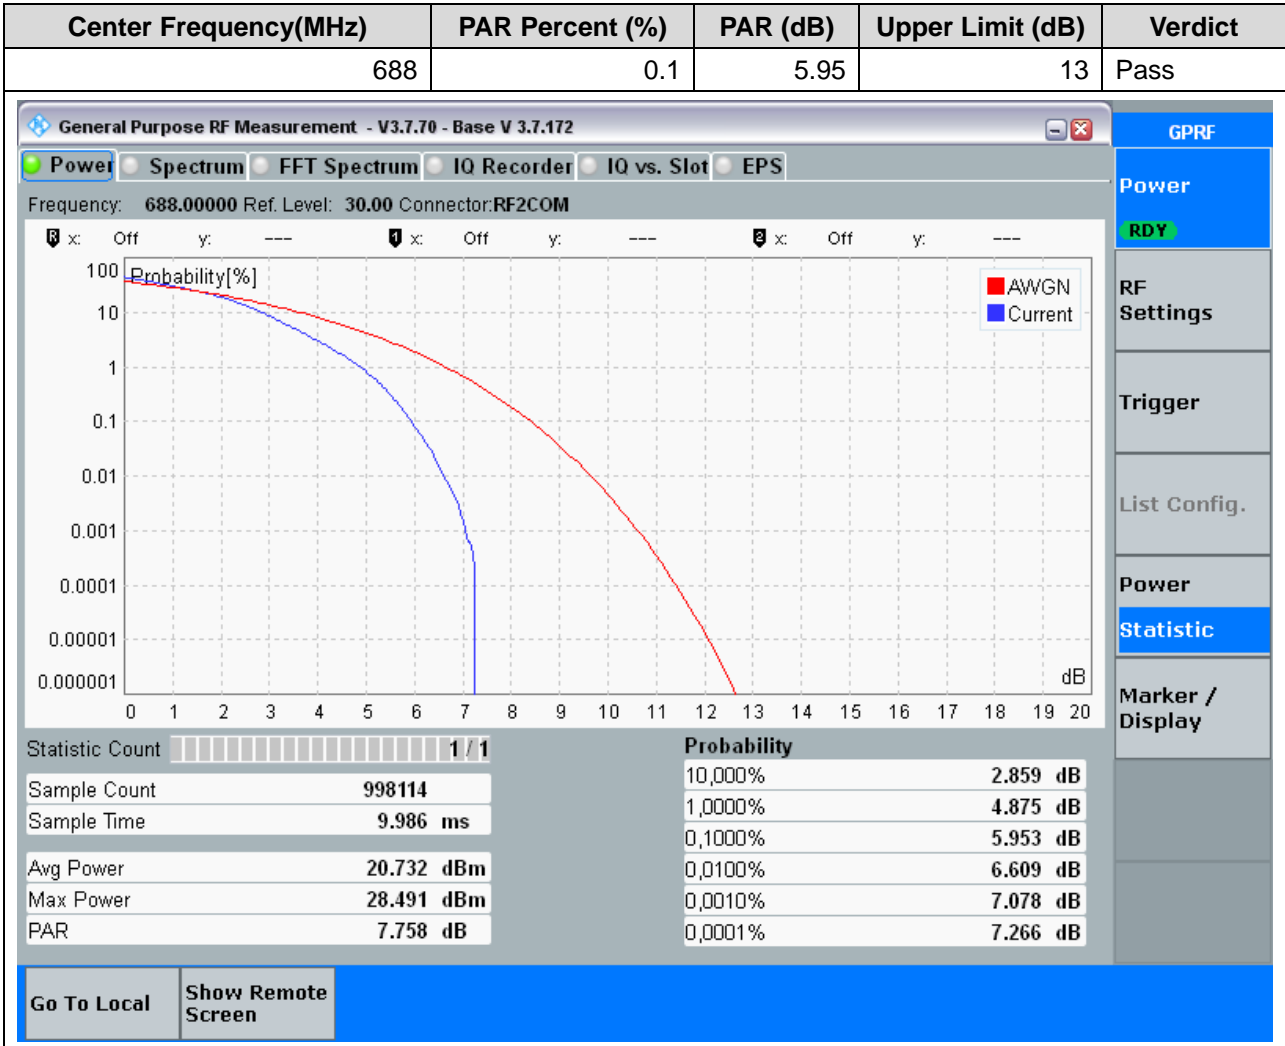 Center Frequency(MHz) PAR Percent (%) PAR (dB) Upper Limit (dB) Verdict
688 0.1 5.95 13 Pass
General Purpose RF Measurement - V3.7.70 - Base V 3.7.172
GPRF
Power Spectrum FFT Spectrum IQ Recorder IQ vs. Slot EPS
Power
RDY
Frequency: 688.00000 Ref. Level: 30.00 Connector:RF2COM
R x: Off y: --- 1 x: Off y: --- 2 x: Off y: ---
Probability[%]
AWGN
Current
100
10
1
0.1
0.01
0.001
0.0001
0.00001
0.000001
dB
0 1 2 3 4 5 6 7 8 9 10 11 12 13 14 15 16 17 18 19 20
RF
Settings
Trigger
List Config.
Power
Statistic
Marker /
Display
Statistic Count 1 / 1
Sample Count 998114
Sample Time 9.986 ms
Avg Power 20.732 dBm
Max Power 28.491 dBm
PAR 7.758 dB
Probability
10,000% 2.859 dB
1,0000% 4.875 dB
0,1000% 5.953 dB
0,0100% 6.609 dB
0,0010% 7.078 dB
0,0001% 7.266 dB
Go To Local
Show Remote
Screen